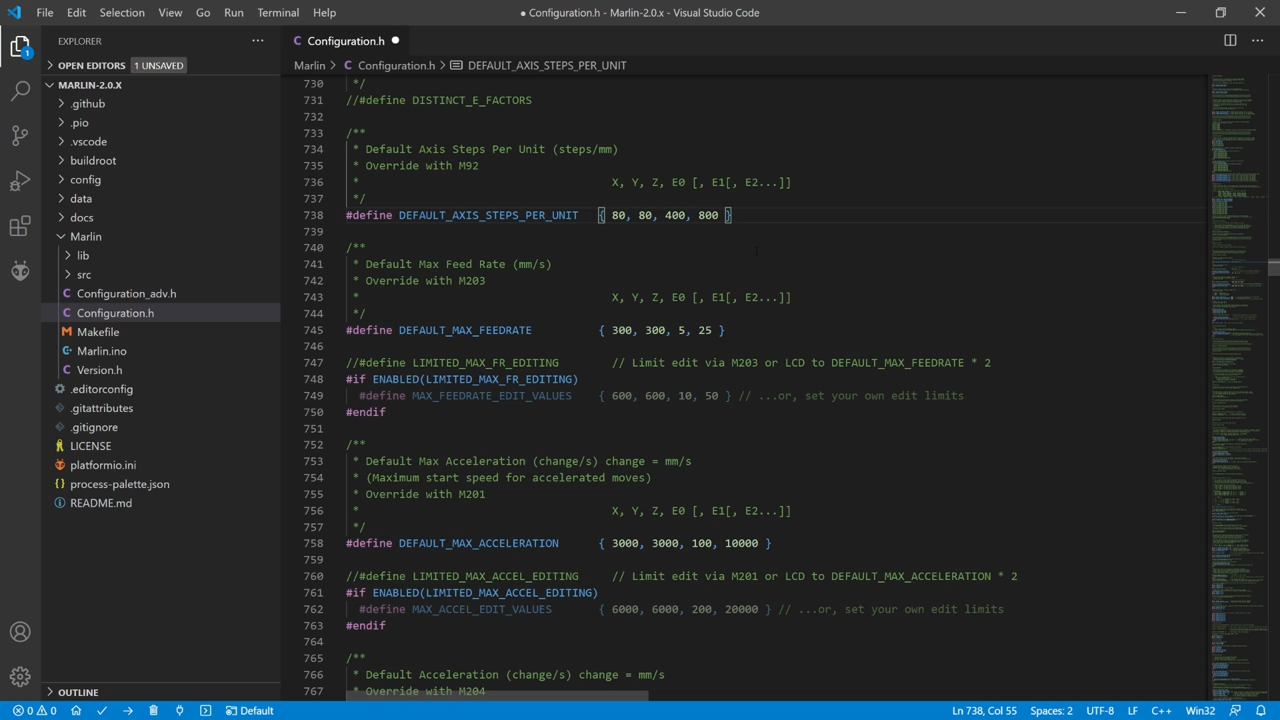 File Edit Selection View Go Run Terminal Help
● Configuration.h - Marlin-2.0.x - Visual Studio Code
EXPLORER
OPEN EDITORS 1 UNSAVED
MARLIN-2.0.X
.github
.pio
.vscode
buildroot
config
data
docs
Marlin
lib
src
C Configuration_adv.h
C Configuration.h
Makefile
Marlin.ino
C Version.h
.editorconfig
.gitattributes
.gitignore
LICENSE
platformio.ini
process-palette.json
README.md
OUTLINE
1
C Configuration.h ●
Marlin > C Configuration.h > DEFAULT_AXIS_STEPS_PER_UNIT
730 */
731 //#define DISTINCT_E_FACTORS
732
733 /**
734 * Default Axis Steps Per Unit (steps/mm)
735 * Override with M92
736 * X, Y, Z, E0 [, E1[, E2...]]
737 */
738 #define DEFAULT_AXIS_STEPS_PER_UNIT { 80, 80, 400, 800 }
739
740 /**
741 * Default Max Feed Rate (mm/s)
742 * Override with M203
743 * X, Y, Z, E0 [, E1[, E2...]]
744 */
745 #define DEFAULT_MAX_FEEDRATE { 300, 300, 5, 25 }
746
747 //#define LIMITED_MAX_FR_EDITING // Limit edit via M203 or LCD to DEFAULT_MAX_FEEDRATE * 2
748 #if ENABLED(LIMITED_MAX_FR_EDITING)
749 #define MAX_FEEDRATE_EDIT_VALUES { 600, 600, 10, 50 } // ...or, set your own edit limits
750 #endif
751
752 /**
753 * Default Max Acceleration (change/s) change = mm/s
754 * (Maximum start speed for accelerated moves)
755 * Override with M201
756 * X, Y, Z, E0 [, E1[, E2...]]
757 */
758 #define DEFAULT_MAX_ACCELERATION { 3000, 3000, 100, 10000 }
759
760 //#define LIMITED_MAX_ACCEL_EDITING // Limit edit via M201 or LCD to DEFAULT_MAX_ACCELERATION * 2
761 #if ENABLED(LIMITED_MAX_ACCEL_EDITING)
762 #define MAX_ACCEL_EDIT_VALUES { 6000, 6000, 200, 20000 } // ...or, set your own edit limits
763 #endif
764
765 /**
766 * Default Acceleration (change/s) change = mm/s
767 * Override with M204
0 0 Default Ln 738, Col 55 Spaces: 2 UTF-8 LF C++ Win32